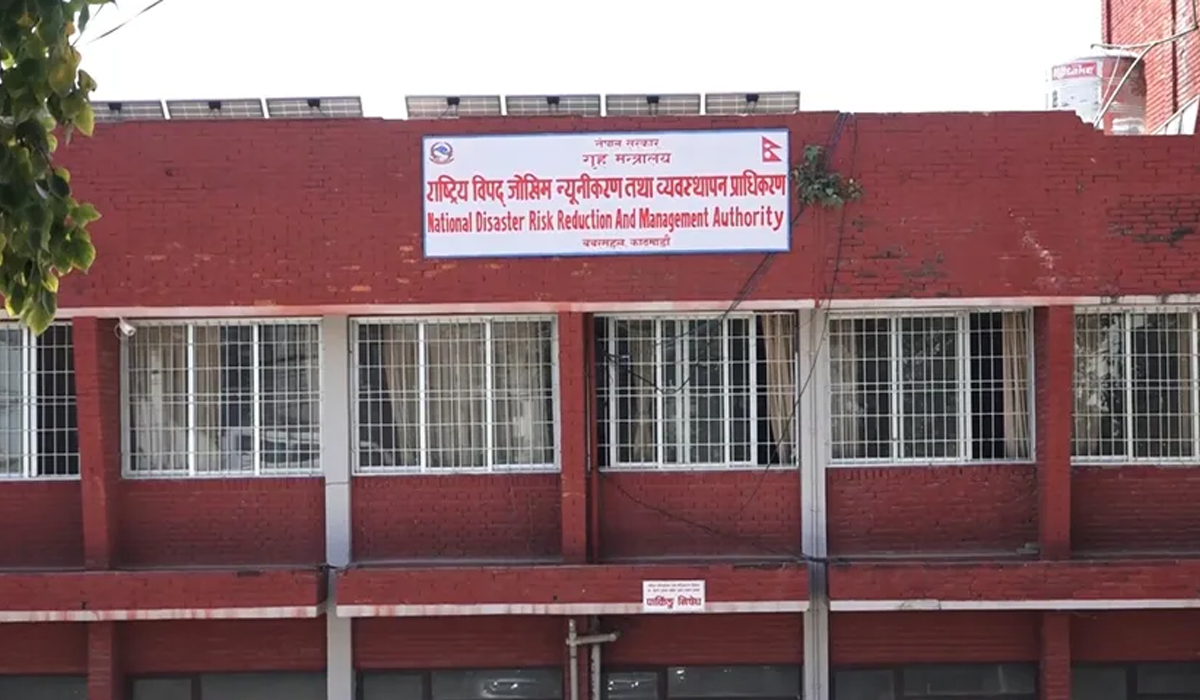 नेपाल सरकार
गृह मन्त्रालय
राष्ट्रिय विपद् जोखिम न्यूनीकरण तथा व्यवस्थापन प्राधिकरण
National Disaster Risk Reduction And Management Authority
बबरमहल, काठमाडौँ
पार्किङ्ग निषेध